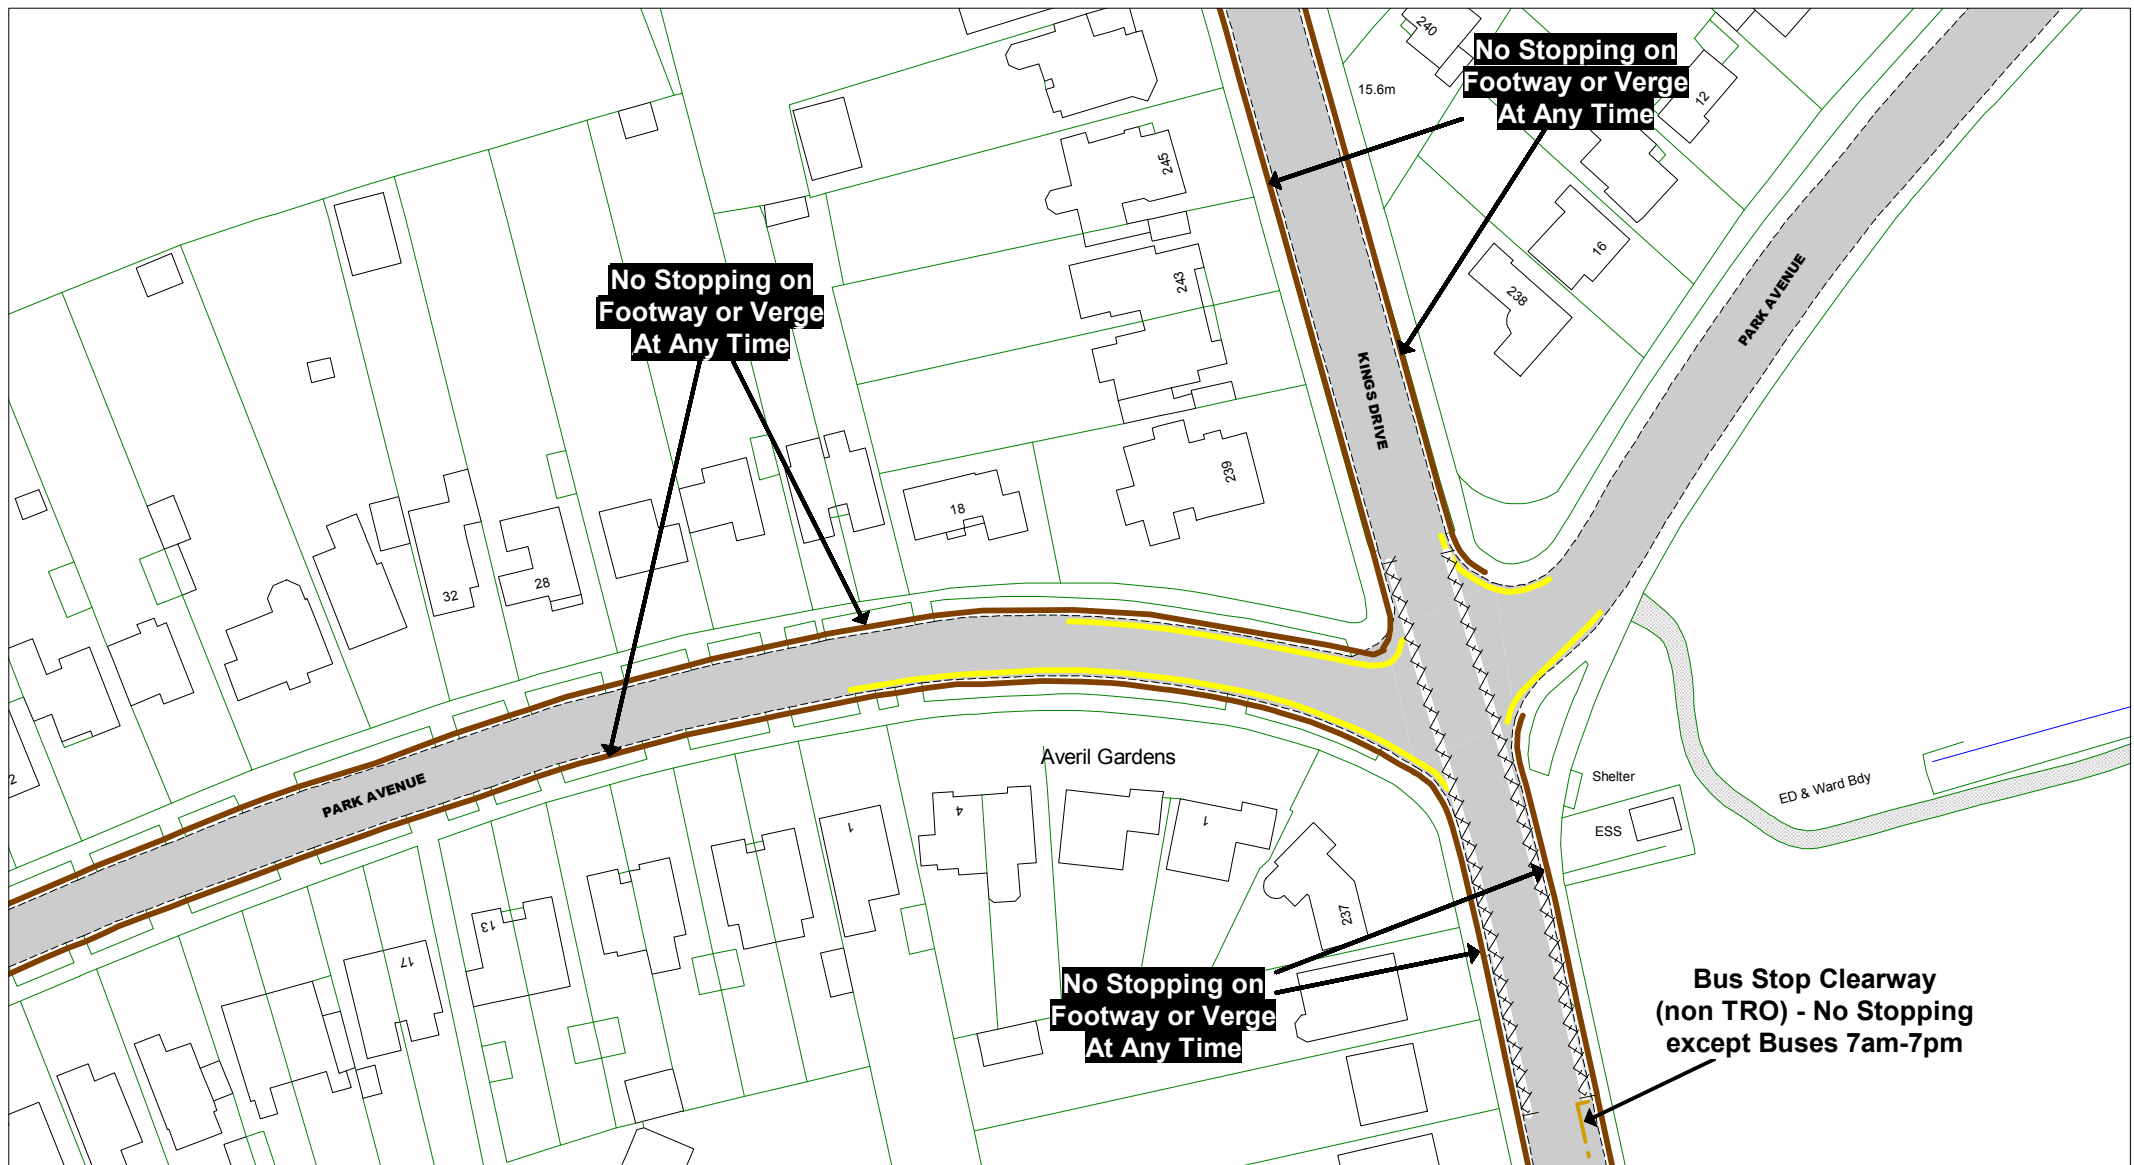 240
No Stopping on
Footway or Verge
At Any Time
15.6m
12
245
16
243
238
No Stopping on
Footway or Verge
At Any Time
PARK AVENUE
KINGS DRIVE
239
18
32
28
Averil Gardens
2
PARK AVENUE
Shelter
ED & Ward Bdy
ESS
4
1
1
237
13
17
No Stopping on
Footway or Verge
At Any Time
Bus Stop Clearway
(non TRO) - No Stopping
except Buses 7am-7pm